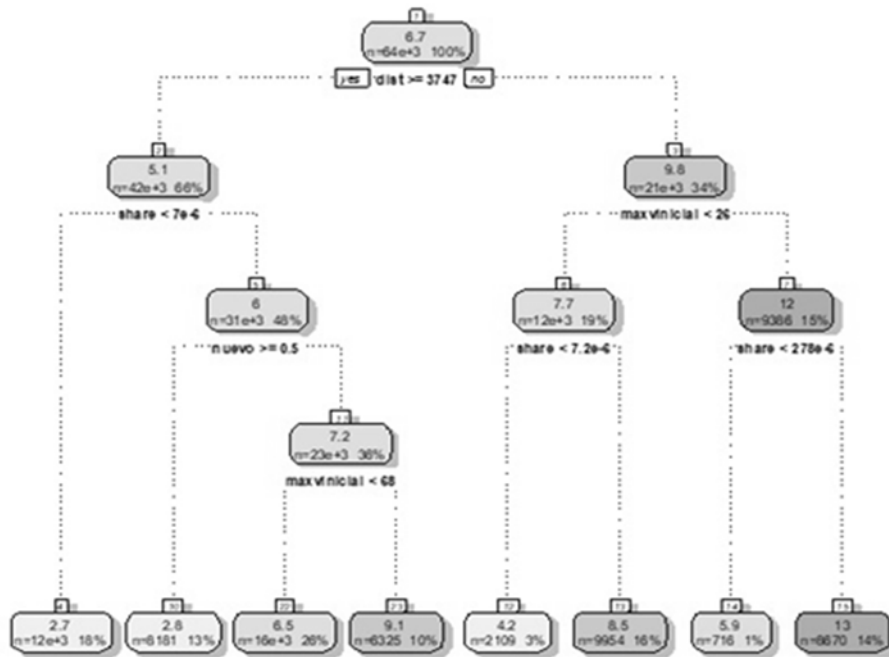 1
6.7
n=64e+3 100%
yes dist >= 3747 no
2
5.1
n=42e+3 66%
3
9.8
n=21e+3 34%
share < 7e-6
maxvinicial < 26
5
6
n=31e+3 48%
6
7.7
n=12e+3 19%
7
12
n=9386 15%
nuevo >= 0.5
share < 7.2e-6
share < 278e-6
11
7.2
n=23e+3 36%
maxvinicial < 68
4
2.7
n=12e+3 18%
10
2.8
n=8181 13%
22
6.5
n=16e+3 26%
23
9.1
n=6325 10%
12
4.2
n=2109 3%
13
8.5
n=9954 16%
14
5.9
n=716 1%
15
13
n=8670 14%